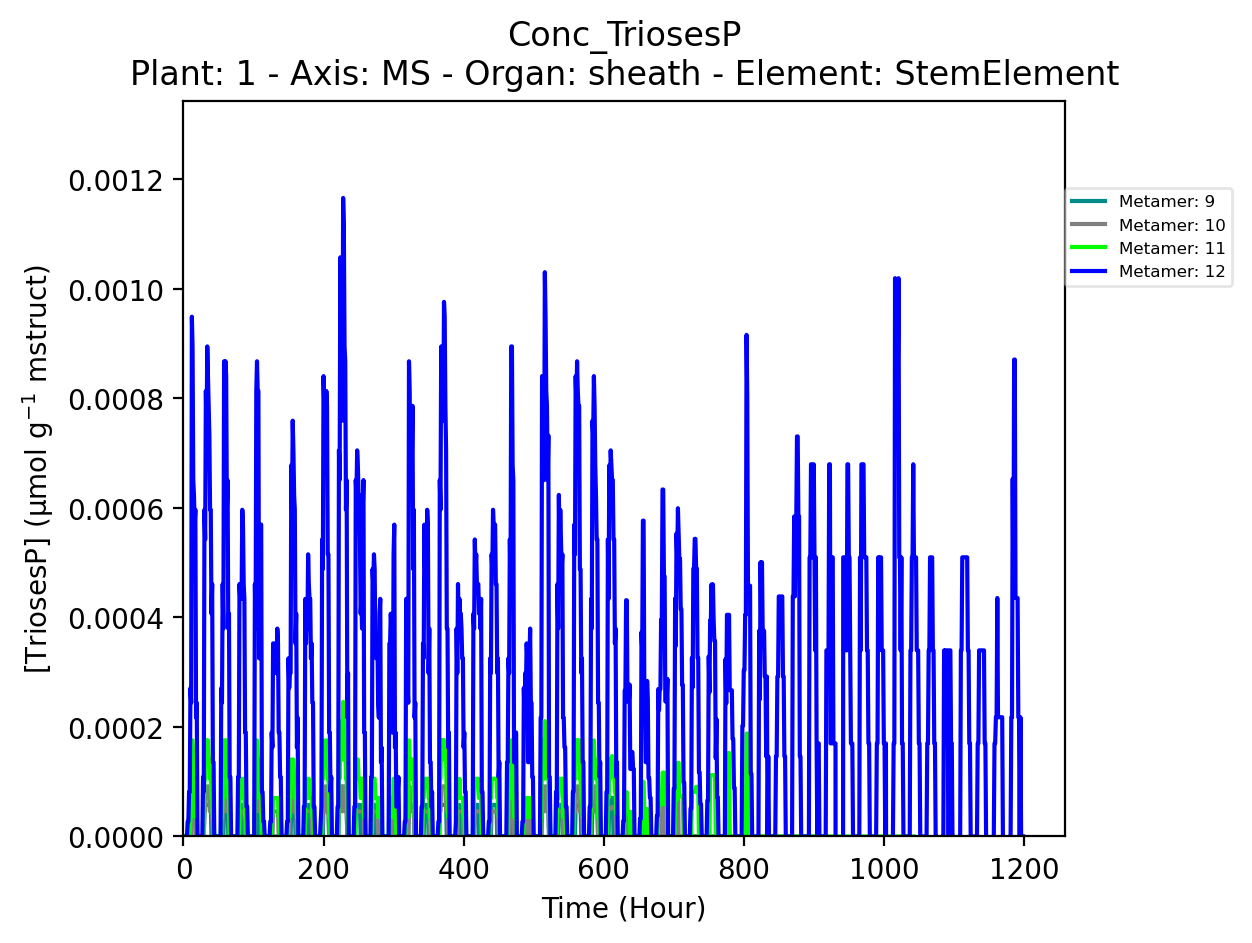 Conc_TriosesP
Plant: 1 - Axis: MS - Organ: sheath - Element: StemElement
[TriosesP] (µmol g⁻¹ mstruct)
0.0012
0.0010
0.0008
0.0006
0.0004
0.0002
0.0000
0
200
400
600
800
1000
1200
Time (Hour)
Metamer: 9
Metamer: 10
Metamer: 11
Metamer: 12